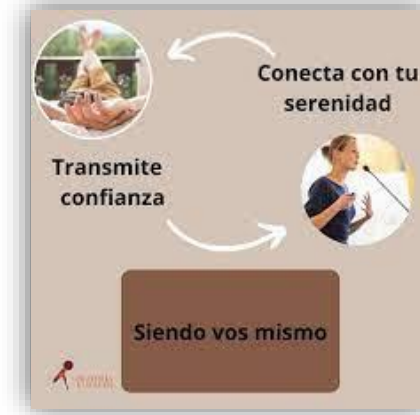 Conecta con tu
serenidad
Transmite
confianza
Siendo vos mismo